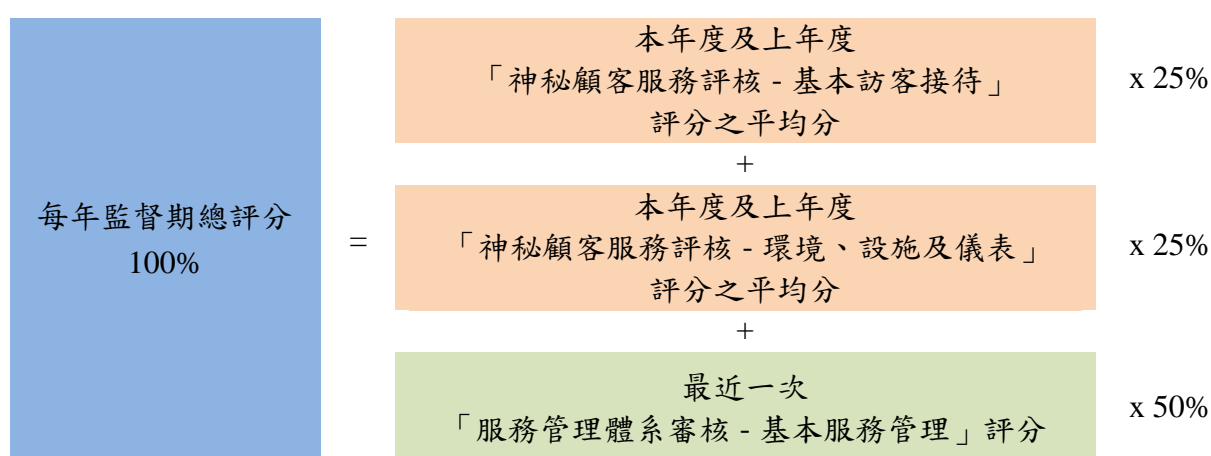 每年監督期總評分
100%
=
本年度及上年度
「神秘顧客服務評核 - 基本訪客接待」
評分之平均分
x 25%
+
本年度及上年度
「神秘顧客服務評核 - 環境、設施及儀表」
評分之平均分
x 25%
+
最近一次
「服務管理體系審核 - 基本服務管理」評分
x 50%